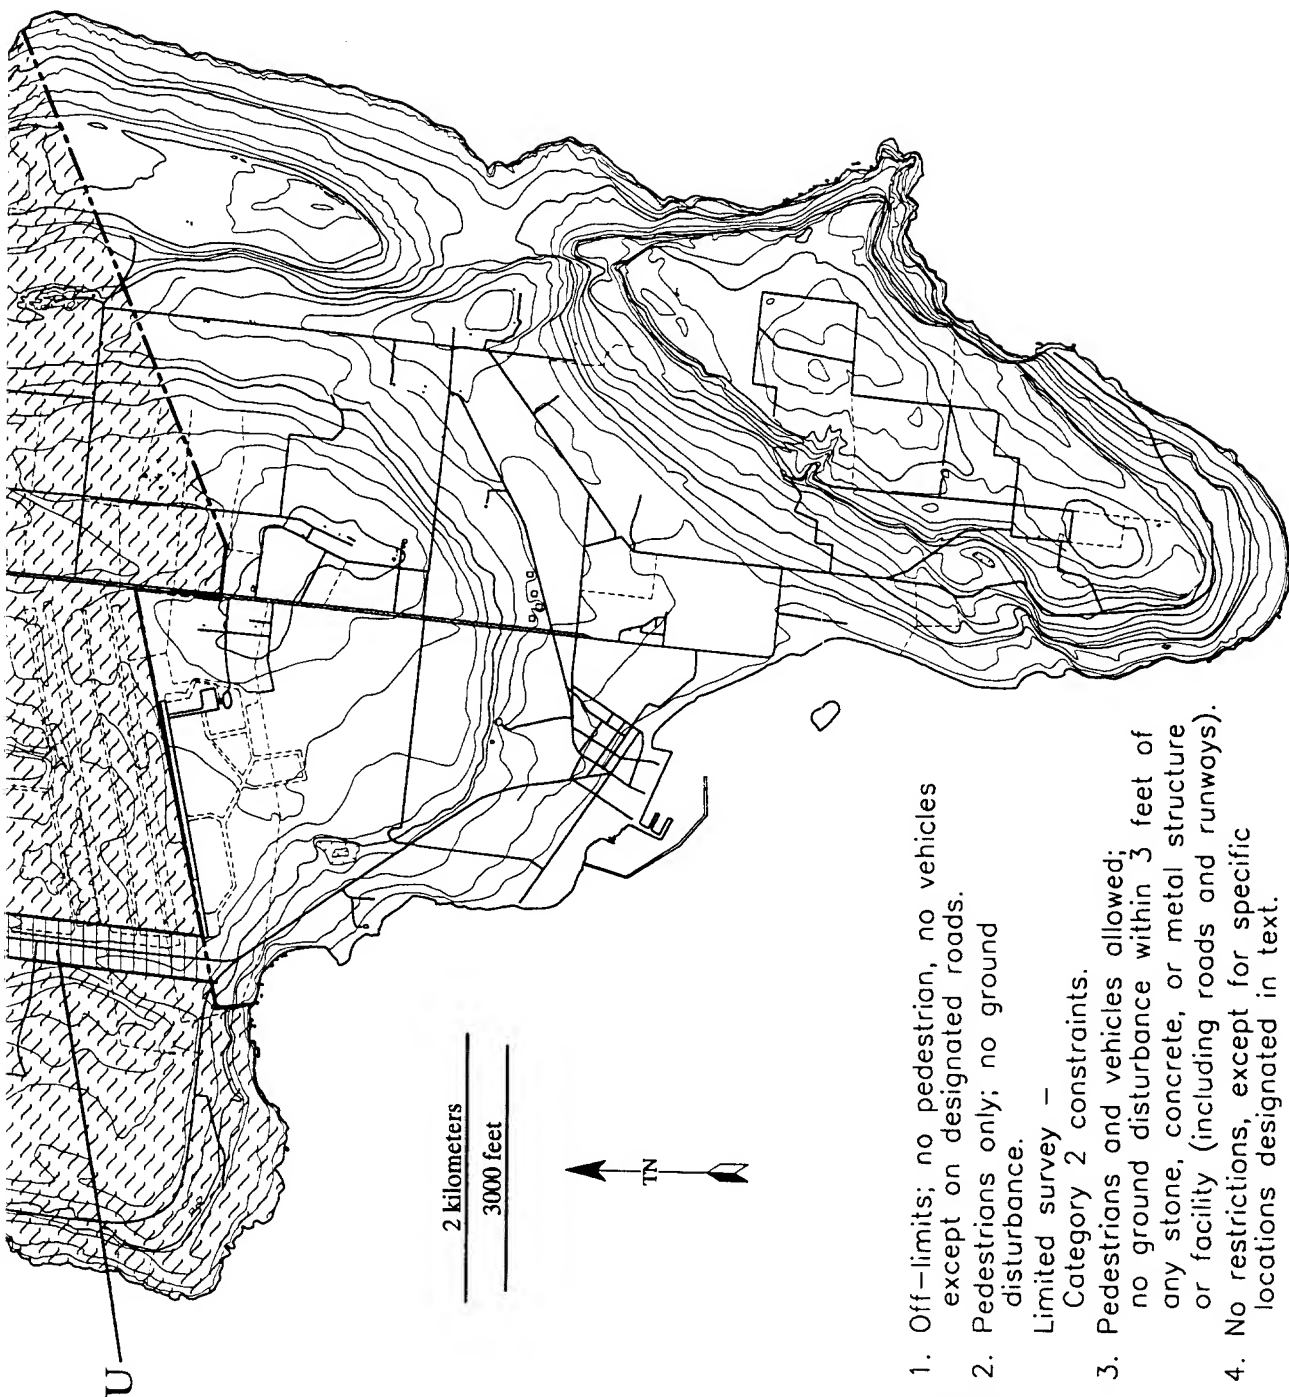 U
2 kilometers
3000 feet
TN
1. Off-limits; no pedestrian, no vehicles
except on designated roads.
2. Pedestrians only; no ground
disturbance.
Limited survey –
Category 2 constraints.
3. Pedestrians and vehicles allowed;
no ground disturbance within 3 feet of
any stone, concrete, or metal structure
or facility (including roads and runways).
4. No restrictions, except for specific
locations designated in text.